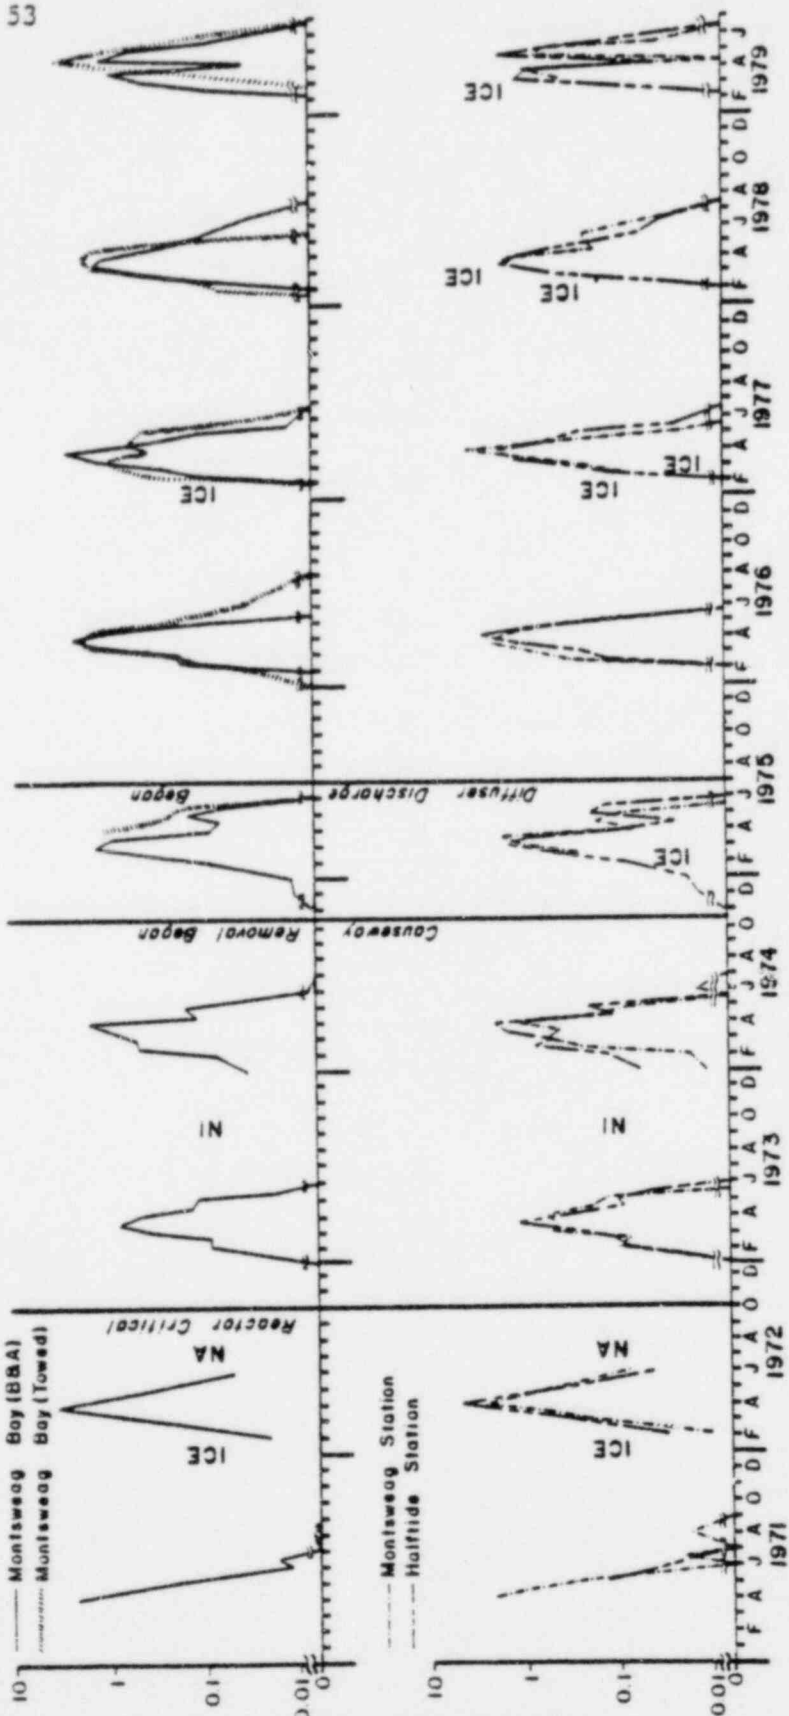 53
Montsweag Bay (B&A)
Montsweag Bay (Towed)
10
1
0.1
0.01
0
ICE
NA
Reactor Critical
NI
Causeway Removal Began
Diffuser Discharge Began
ICE
Montsweag Station
Halftide Station
10
1
0.1
0.01
0
ICE
NA
NI
ICE
ICE
ICE
ICE
ICE
ICE
F A J A O D F A J A O D F A J A O D F A J A O D F A J A O D F A J A O D F A J A O D F A J A O D F A J
1971 1972 1973 1974 1975 1976 1977 1978 1979